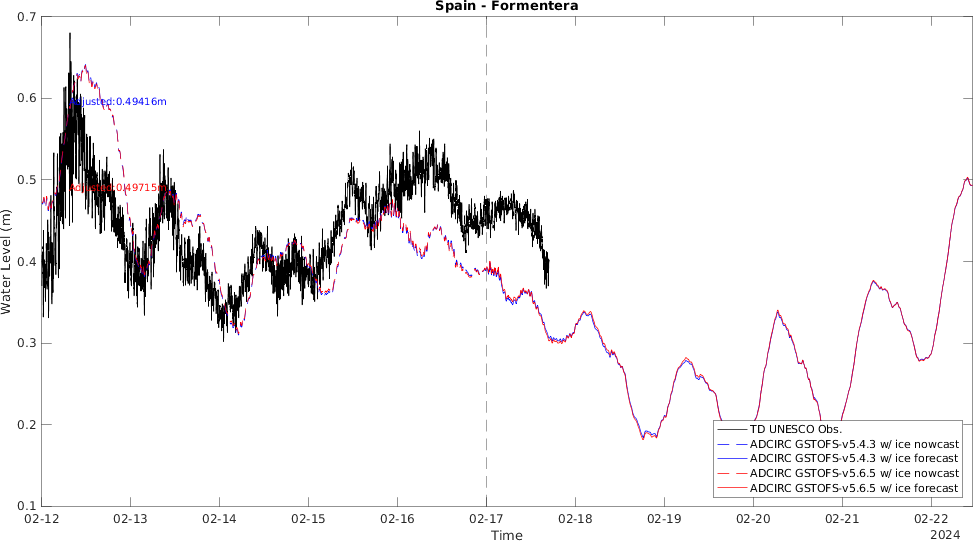 Spain - Formentera
0.7
0.6
0.5
0.4
0.3
0.2
0.1
Water Level (m)
Adjusted:0.49416m
Adjusted:0.49715m
TD UNESCO Obs.
ADCIRC GSTOFS-v5.4.3 w/ ice nowcast
ADCIRC GSTOFS-v5.4.3 w/ ice forecast
ADCIRC GSTOFS-v5.6.5 w/ ice nowcast
ADCIRC GSTOFS-v5.6.5 w/ ice forecast
02-12 02-13 02-14 02-15 02-16 02-17 02-18 02-19 02-20 02-21 02-22
Time
2024